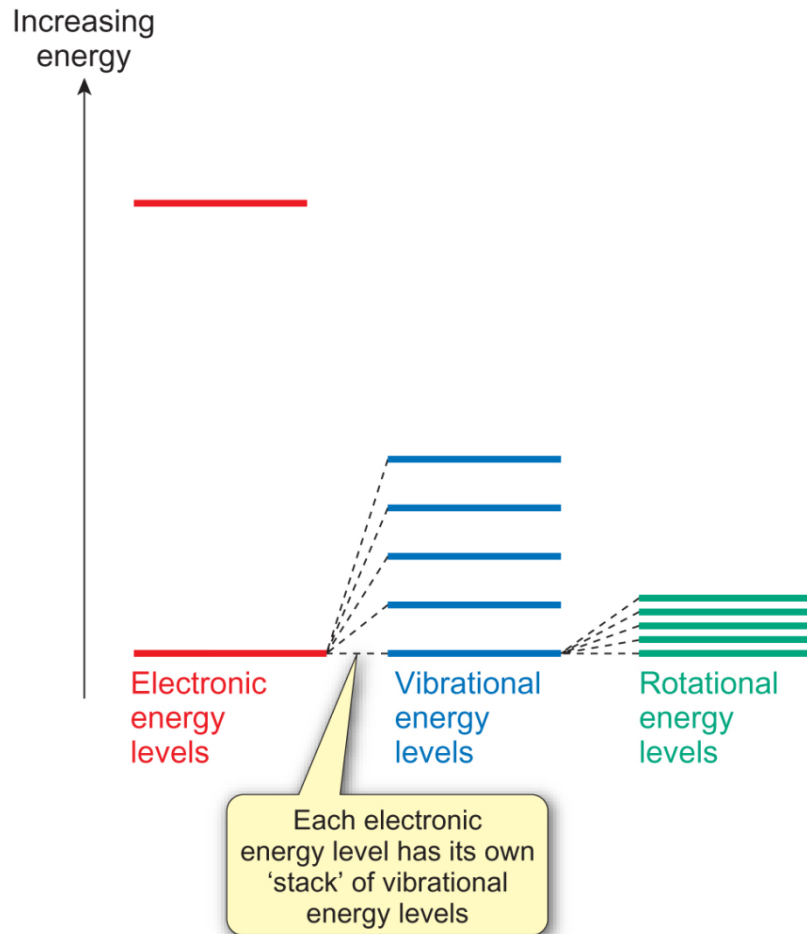 Increasing
energy
Electronic
energy
levels
Vibrational
energy
levels
Rotational
energy
levels
Each electronic
energy level has its own
‘stack’ of vibrational
energy levels